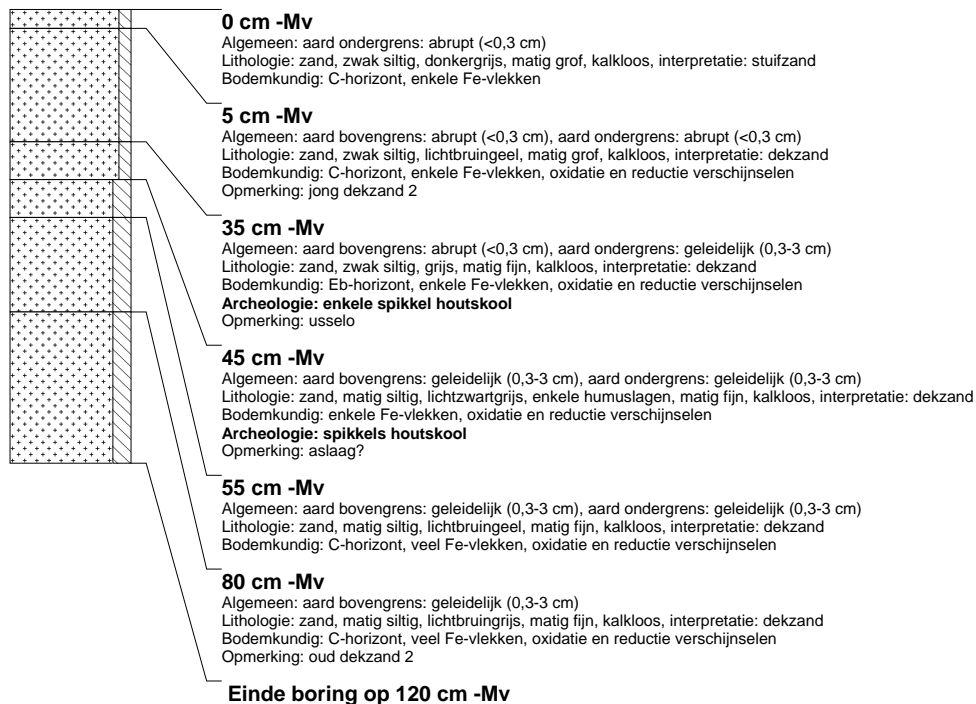 0 cm -Mv
Algemeen: aard ondergrens: abrupt (<0,3 cm)
Lithologie: zand, zwak siltig, donkergrijs, matig grof, kalkloos, interpretatie: stuifzand
Bodemkundig: C-horizont, enkele Fe-vlekken
5 cm -Mv
Algemeen: aard bovengrens: abrupt (<0,3 cm), aard ondergrens: abrupt (<0,3 cm)
Lithologie: zand, zwak siltig, lichtbruingeel, matig grof, kalkloos, interpretatie: dekzand
Bodemkundig: C-horizont, enkele Fe-vlekken, oxidatie en reductie verschijnselen
Opmerking: jong dekzand 2
35 cm -Mv
Algemeen: aard bovengrens: abrupt (<0,3 cm), aard ondergrens: geleidelijk (0,3-3 cm)
Lithologie: zand, zwak siltig, grijs, matig fijn, kalkloos, interpretatie: dekzand
Bodemkundig: Eb-horizont, enkele Fe-vlekken, oxidatie en reductie verschijnselen
Archeologie: enkele spikkel houtskool
Opmerking: usselo
45 cm -Mv
Algemeen: aard bovengrens: geleidelijk (0,3-3 cm), aard ondergrens: geleidelijk (0,3-3 cm)
Lithologie: zand, matig siltig, lichtzwartgrijs, enkele humuslagen, matig fijn, kalkloos, interpretatie: dekzand
Bodemkundig: enkele Fe-vlekken, oxidatie en reductie verschijnselen
Archeologie: spikkels houtskool
Opmerking: aslaag?
55 cm -Mv
Algemeen: aard bovengrens: geleidelijk (0,3-3 cm), aard ondergrens: geleidelijk (0,3-3 cm)
Lithologie: zand, matig siltig, lichtbruingeel, matig fijn, kalkloos, interpretatie: dekzand
Bodemkundig: C-horizont, veel Fe-vlekken, oxidatie en reductie verschijnselen
80 cm -Mv
Algemeen: aard bovengrens: geleidelijk (0,3-3 cm)
Lithologie: zand, matig siltig, lichtbruingrijs, matig fijn, kalkloos, interpretatie: dekzand
Bodemkundig: C-horizont, veel Fe-vlekken, oxidatie en reductie verschijnselen
Opmerking: oud dekzand 2
Einde boring op 120 cm -Mv